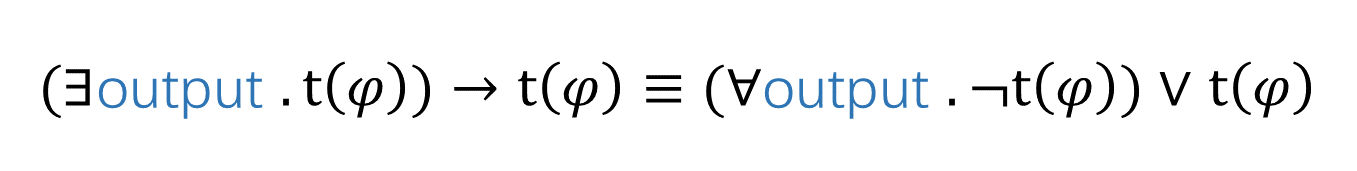 (∃output .t(φ)) → t(φ) ≡ (∀output .¬t(φ)) ∨ t(φ)